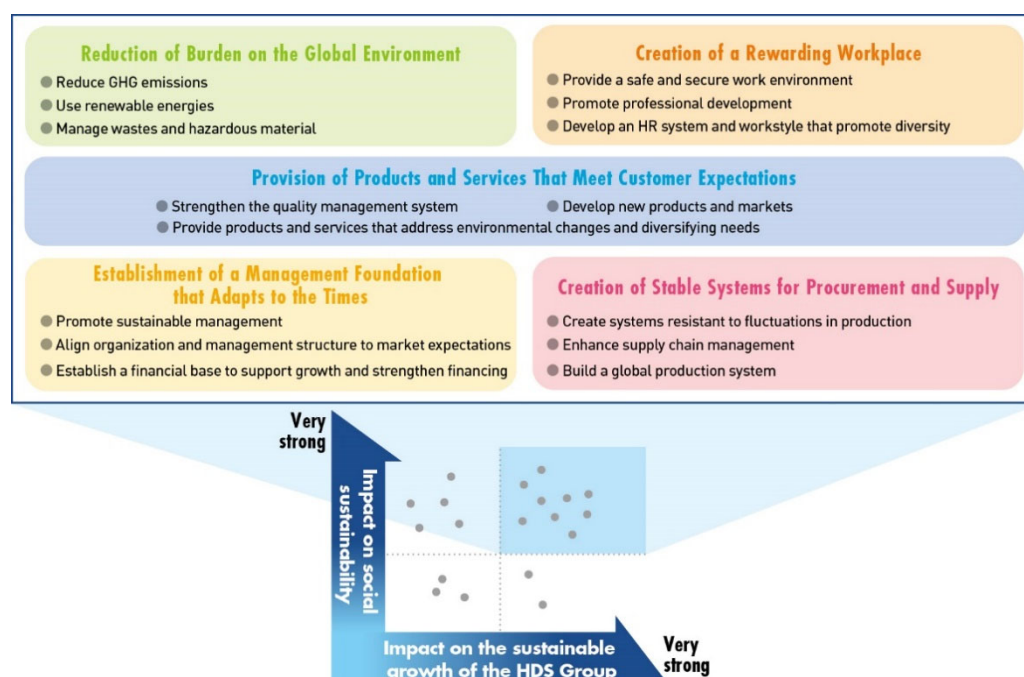 Reduction of Burden on the Global Environment
Reduce GHG emissions
Use renewable energies
Manage wastes and hazardous material
Creation of a Rewarding Workplace
Provide a safe and secure work environment
Promote professional development
Develop an HR system and workstyle that promote diversity
Provision of Products and Services That Meet Customer Expectations
Strengthen the quality management system
Develop new products and markets
Provide products and services that address environmental changes and diversifying needs
Establishment of a Management Foundation
that Adapts to the Times
Promote sustainable management
Align organization and management structure to market expectations
Establish a financial base to support growth and strengthen financing
Creation of Stable Systems for Procurement and Supply
Create systems resistant to fluctuations in production
Enhance supply chain management
Build a global production system
Very
strong
Impact on social
sustainability
Impact on the sustainable
growth of the HDS Group
Very
strong